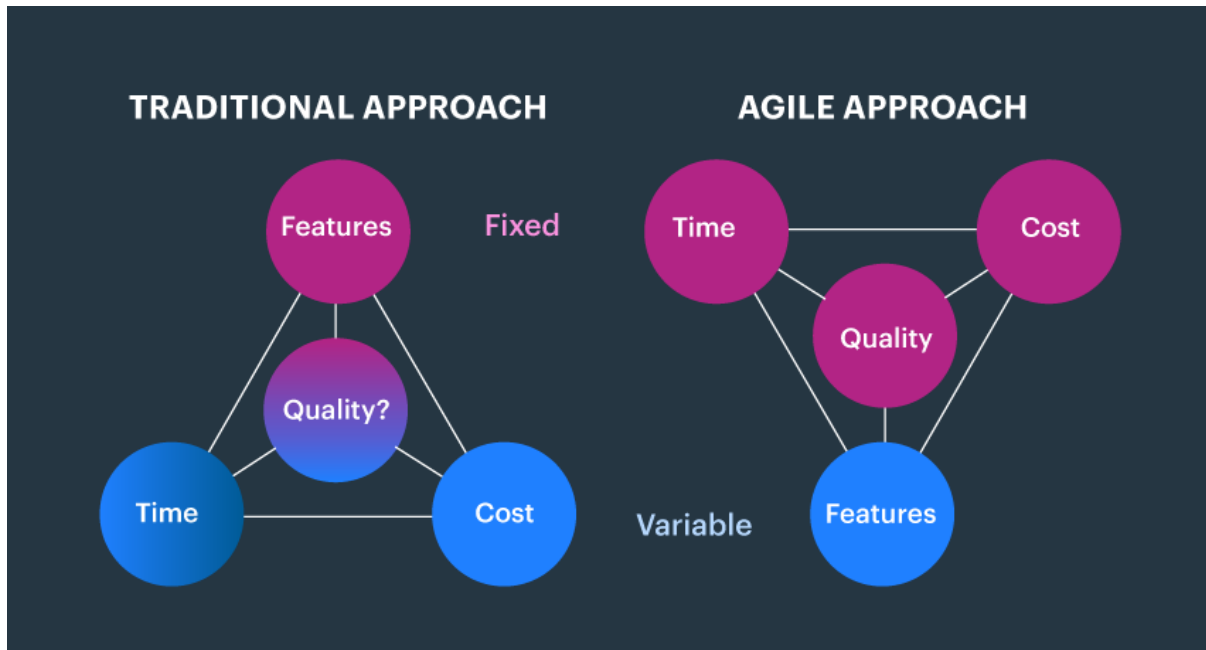 TRADITIONAL APPROACH
AGILE APPROACH
Features
Fixed
Time
Cost
Quality
Quality?
Time
Cost
Variable
Features